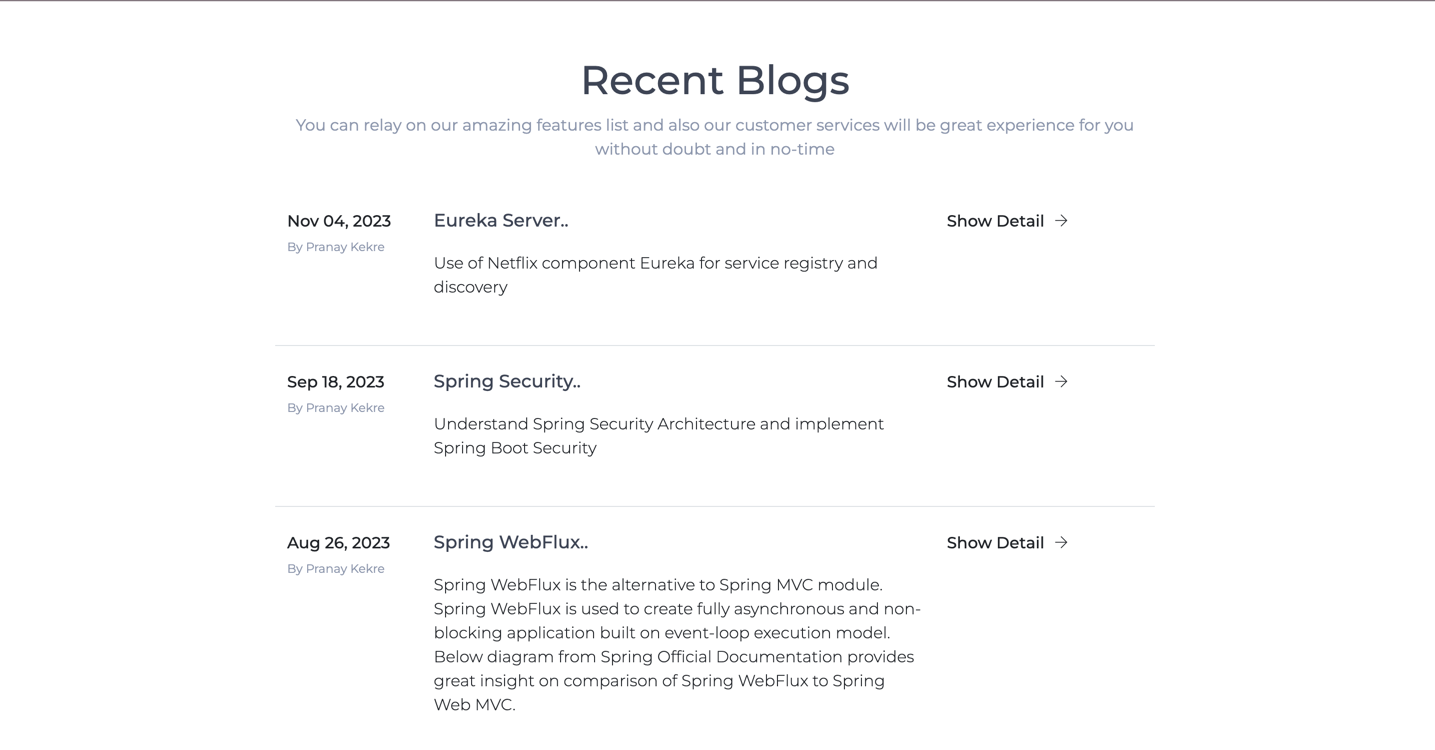 Recent Blogs
You can relay on our amazing features list and also our customer services will be great experience for you
without doubt and in no-time
Nov 04, 2023
By Pranay Kekre
Eureka Server..
Use of Netflix component Eureka for service registry and
discovery
Show Detail →
Sep 18, 2023
By Pranay Kekre
Spring Security..
Understand Spring Security Architecture and implement
Spring Boot Security
Show Detail →
Aug 26, 2023
By Pranay Kekre
Spring WebFlux..
Spring WebFlux is the alternative to Spring MVC module.
Spring WebFlux is used to create fully asynchronous and non-
blocking application built on event-loop execution model.
Below diagram from Spring Official Documentation provides
great insight on comparison of Spring WebFlux to Spring
Web MVC.
Show Detail →